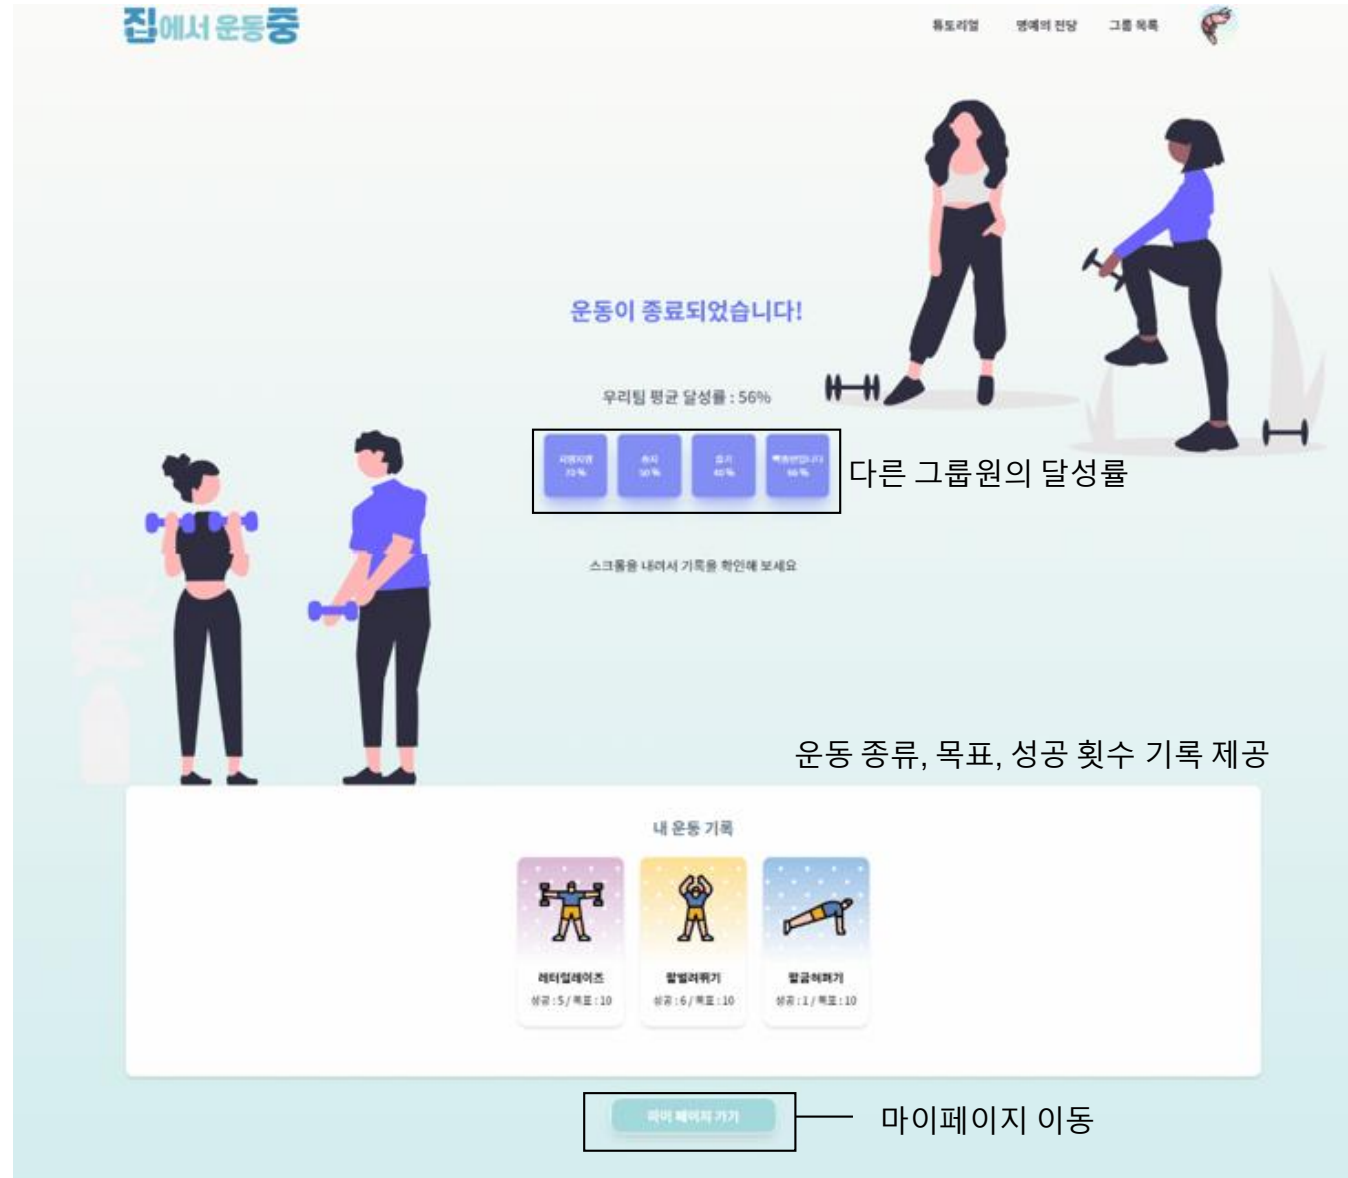 집에서 운동중
튜토리얼 명예의 전당 그룹 목록
운동이 종료되었습니다!
우리팀 평균 달성률 : 56%
50 %
다른 그룹원의 달성률
스크롤을 내려서 기록을 확인해 보세요
운동 종류, 목표, 성공 횟수 기록 제공
내 운동 기록
레터럴레이즈 팔벌려뛰기 팔굽혀펴기
성공 : 5 / 목표 : 10 성공 : 6 / 목표 : 10 성공 : 1 / 목표 : 10
마이 페이지 가기
마이페이지 이동